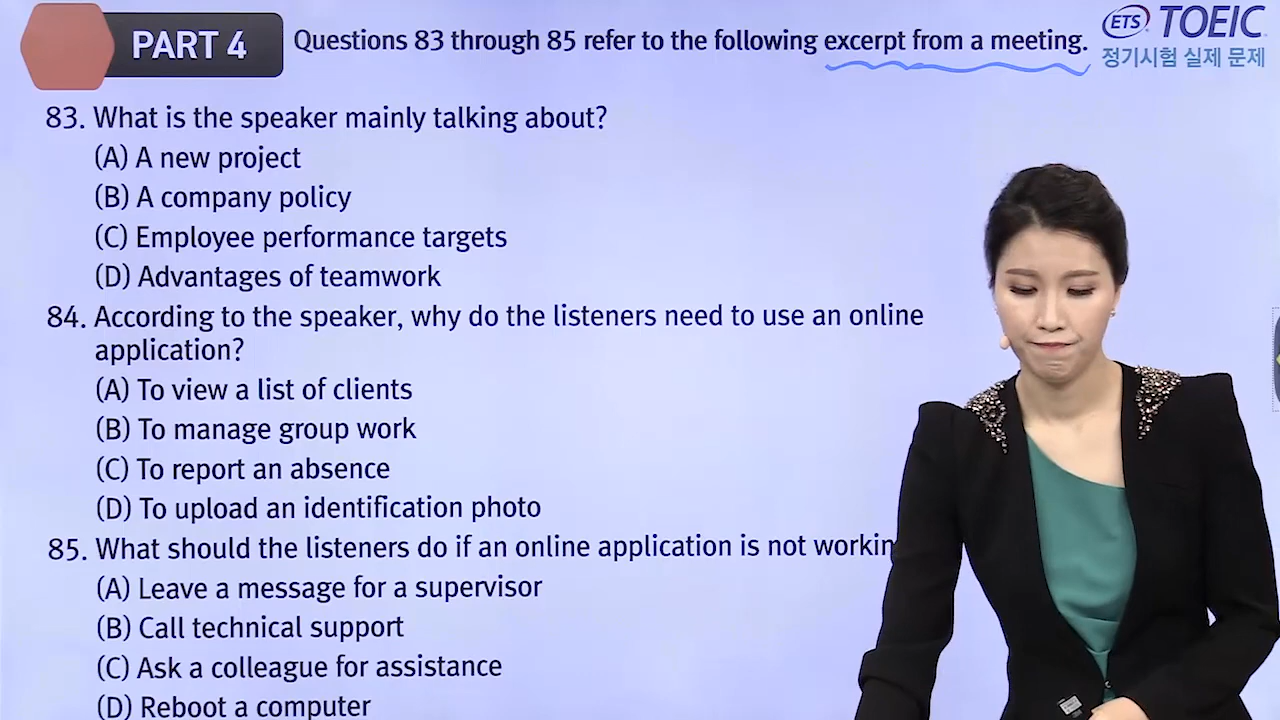 PART 4
Questions 83 through 85 refer to the following excerpt from a meeting.
ETS TOEIC
정기시험 실제 문제
83. What is the speaker mainly talking about?
(A) A new project
(B) A company policy
(C) Employee performance targets
(D) Advantages of teamwork
84. According to the speaker, why do the listeners need to use an online
application?
(A) To view a list of clients
(B) To manage group work
(C) To report an absence
(D) To upload an identification photo
85. What should the listeners do if an online application is not workin
(A) Leave a message for a supervisor
(B) Call technical support
(C) Ask a colleague for assistance
(D) Reboot a computer